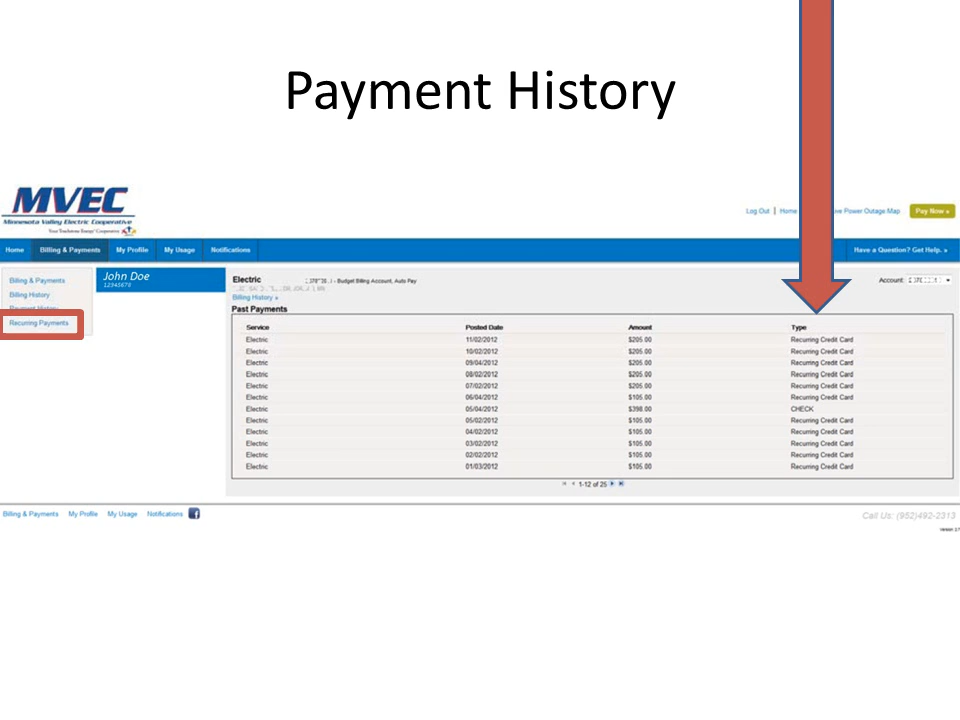 Payment History
MVEC
Minnesota Valley Electric Cooperative
Your Touchstone Energy® Cooperative
Log Out | Home Power Outage Map Pay Now »
Home Billing & Payments My Profile My Usage Notifications Have a Question? Get Help. »
Billing & Payments
Billing History
Payment History
Recurring Payments
John Doe
12345678
Electric - Budget Billing Account, Auto Pay Account:
Billing History »
Past Payments
Service Posted Date Amount Type
Electric 11/02/2012 $205.00 Recurring Credit Card
Electric 10/02/2012 $205.00 Recurring Credit Card
Electric 09/04/2012 $205.00 Recurring Credit Card
Electric 08/02/2012 $205.00 Recurring Credit Card
Electric 07/02/2012 $205.00 Recurring Credit Card
Electric 06/04/2012 $105.00 Recurring Credit Card
Electric 05/04/2012 $398.00 CHECK
Electric 05/02/2012 $105.00 Recurring Credit Card
Electric 04/02/2012 $105.00 Recurring Credit Card
Electric 03/02/2012 $105.00 Recurring Credit Card
Electric 02/02/2012 $105.00 Recurring Credit Card
Electric 01/03/2012 $105.00 Recurring Credit Card
1-12 of 25
Billing & Payments My Profile My Usage Notifications
Call Us: (952)492-2313